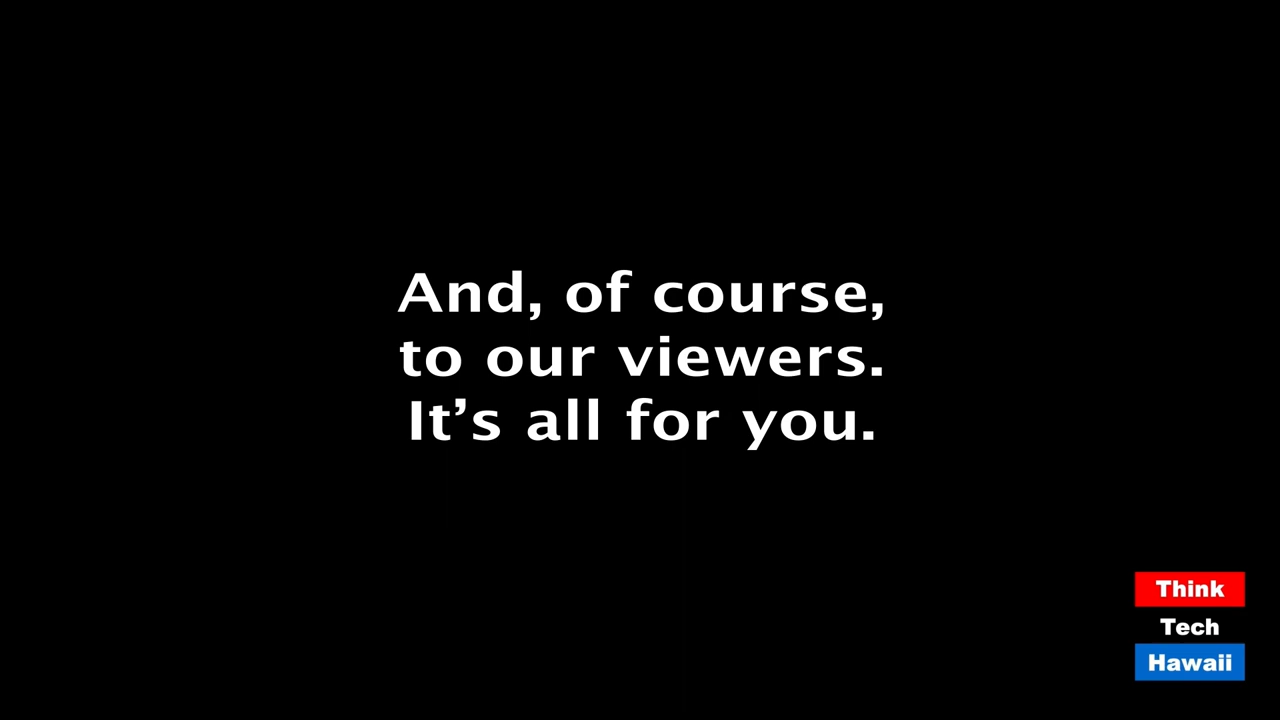 And, of course,
to our viewers.
It’s all for you.
Think
Tech
Hawaii